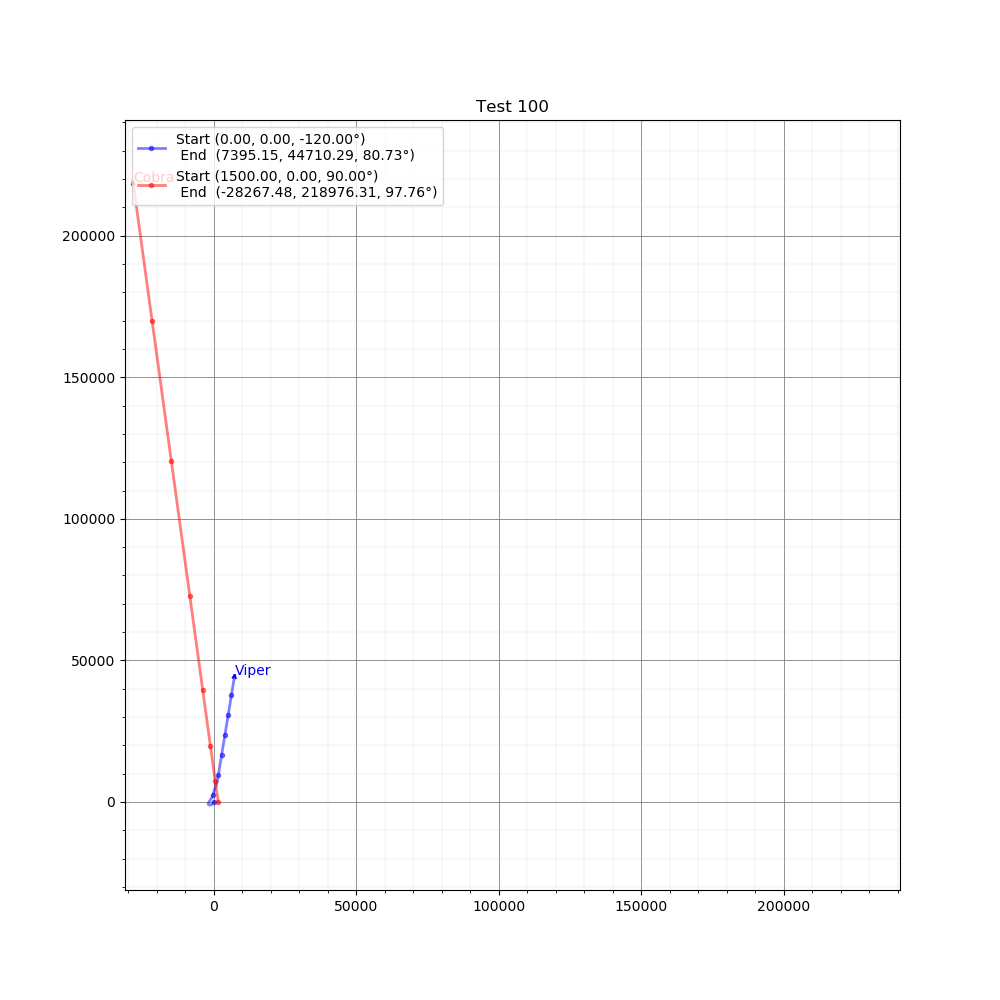 Test 100
Start (0.00, 0.00, -120.00°)
End (7395.15, 44710.29, 80.73°)
Cobra
Start (1500.00, 0.00, 90.00°)
End (-28267.48, 218976.31, 97.76°)
200000
150000
100000
50000
Viper
0
0
50000
100000
150000
200000